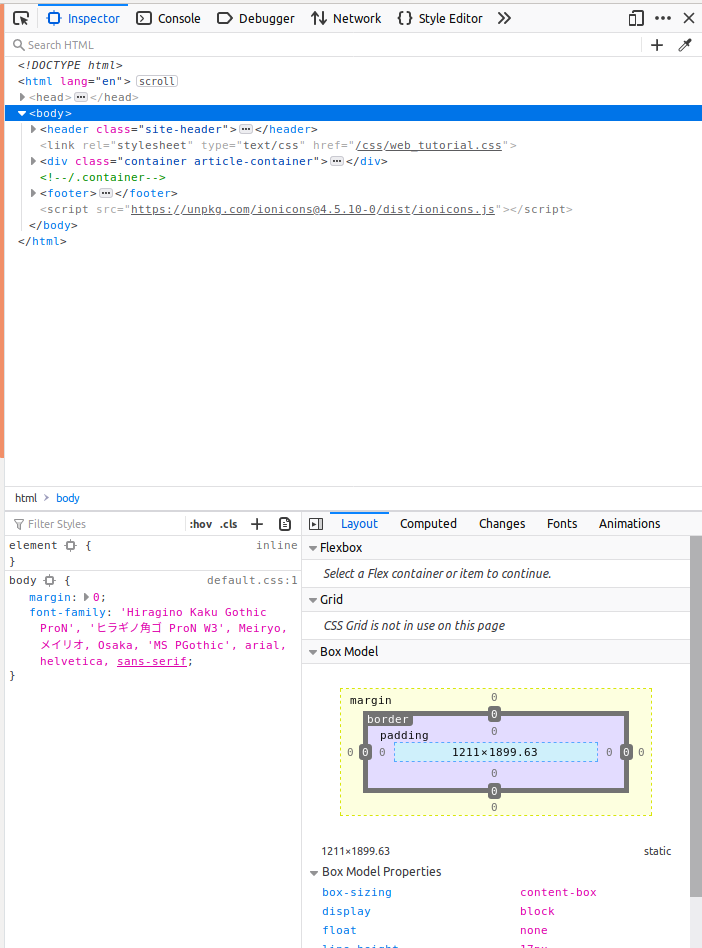 Inspector Console Debugger Network Style Editor
Search HTML
<!DOCTYPE html>
<html lang="en"> scroll
<head> ••• </head>
<body>
<header class="site-header"> ••• </header>
<link rel="stylesheet" type="text/css" href="/css/web_tutorial.css">
<div class="container article-container"> ••• </div>
<!--/.container-->
<footer> ••• </footer>
<script src="https://unpkg.com/ionicons@4.5.10-0/dist/ionicons.js"></script>
</body>
</html>
html > body
Filter Styles :hov .cls +
element { inline
}
body { default.css:1
margin: 0;
font-family: 'Hiragino Kaku Gothic
ProN', 'ヒラギノ角ゴ ProN W3', Meiryo,
メイリオ, Osaka, 'MS PGothic', arial,
helvetica, sans-serif;
}
Layout Computed Changes Fonts Animations
Flexbox
Select a Flex container or item to continue.
Grid
CSS Grid is not in use on this page
Box Model
margin 0
border 0
padding 0
0 0 0 1211×1899.63 0 0 0
0
0
0
1211×1899.63 static
Box Model Properties
box-sizing content-box
display block
float none
line-height 17px